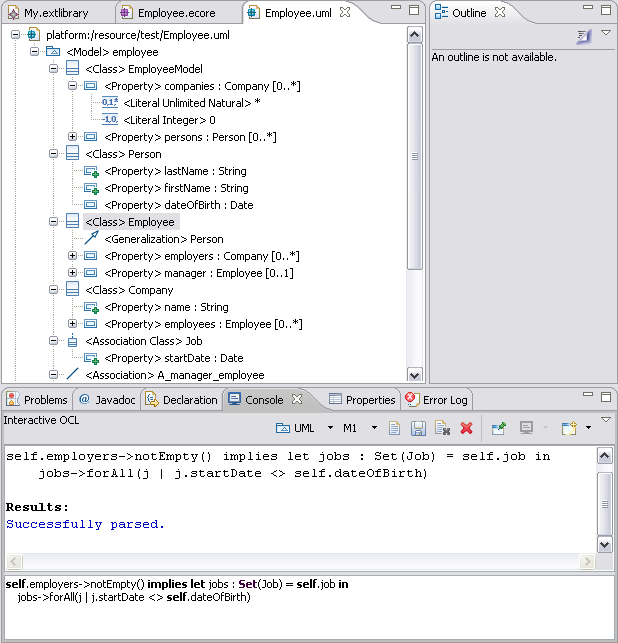 My.extlibrary Employee.ecore Employee.uml
Outline
An outline is not available.
platform:/resource/test/Employee.uml
<Model> employee
<Class> EmployeeModel
<Property> companies : Company [0..*]
0,1,* <Literal Unlimited Natural> *
-1,0, <Literal Integer> 0
<Property> persons : Person [0..*]
<Class> Person
<Property> lastName : String
<Property> firstName : String
<Property> dateOfBirth : Date
<Class> Employee
<Generalization> Person
<Property> employers : Company [0..*]
<Property> manager : Employee [0..1]
<Class> Company
<Property> name : String
<Property> employees : Employee [0..*]
<Association Class> Job
<Property> startDate : Date
<Association> A_manager_employee
Problems @ Javadoc Declaration Console Properties Error Log
Interactive OCL UML M1
self.employers->notEmpty() implies let jobs : Set(Job) = self.job in
jobs->forAll(j | j.startDate <> self.dateOfBirth)
Results:
Successfully parsed.
self.employers->notEmpty() implies let jobs : Set(Job) = self.job in
jobs->forAll(j | j.startDate <> self.dateOfBirth)